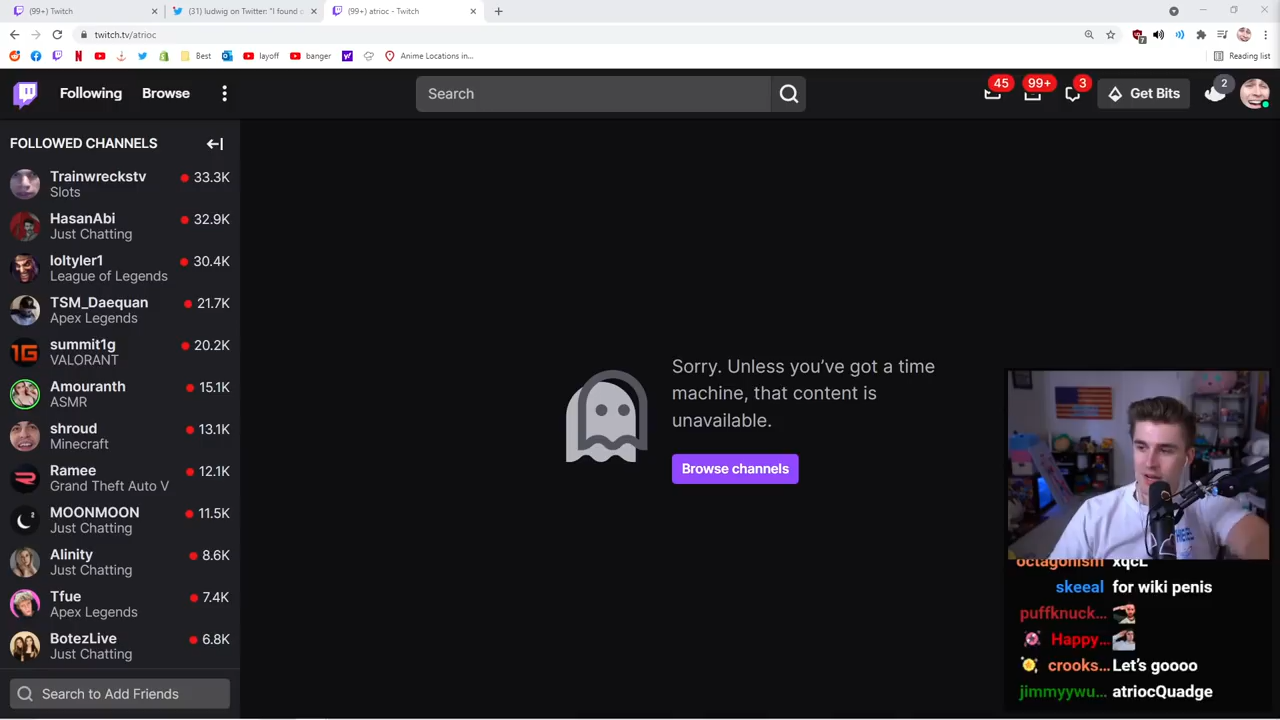 (99+) Twitch
(31) ludwig on Twitter: "I found
(99+) atrioc - Twitch
twitch.tv/atrioc
7
Best
layoff
banger
Anime Locations in...
Reading list
Following
Browse
Search
45
99+
3
Get Bits
2
FOLLOWED CHANNELS
Trainwreckstv 33.3K
Slots
HasanAbi 32.9K
Just Chatting
loltyler1 30.4K
League of Legends
TSM_Daequan 21.7K
Apex Legends
summit1g 20.2K
VALORANT
Amouranth 15.1K
ASMR
shroud 13.1K
Minecraft
Ramee 12.1K
Grand Theft Auto V
MOONMOON 11.5K
Just Chatting
Alinity 8.6K
Just Chatting
Tfue 7.4K
Apex Legends
BotezLive 6.8K
Just Chatting
Search to Add Friends
Sorry. Unless you've got a time
machine, that content is
unavailable.
Browse channels
octagonism xqcL
skeeal for wiki penis
puffknuck...
Happy...
crooks... Let's goooo
jimmyywu... atriocQuadge